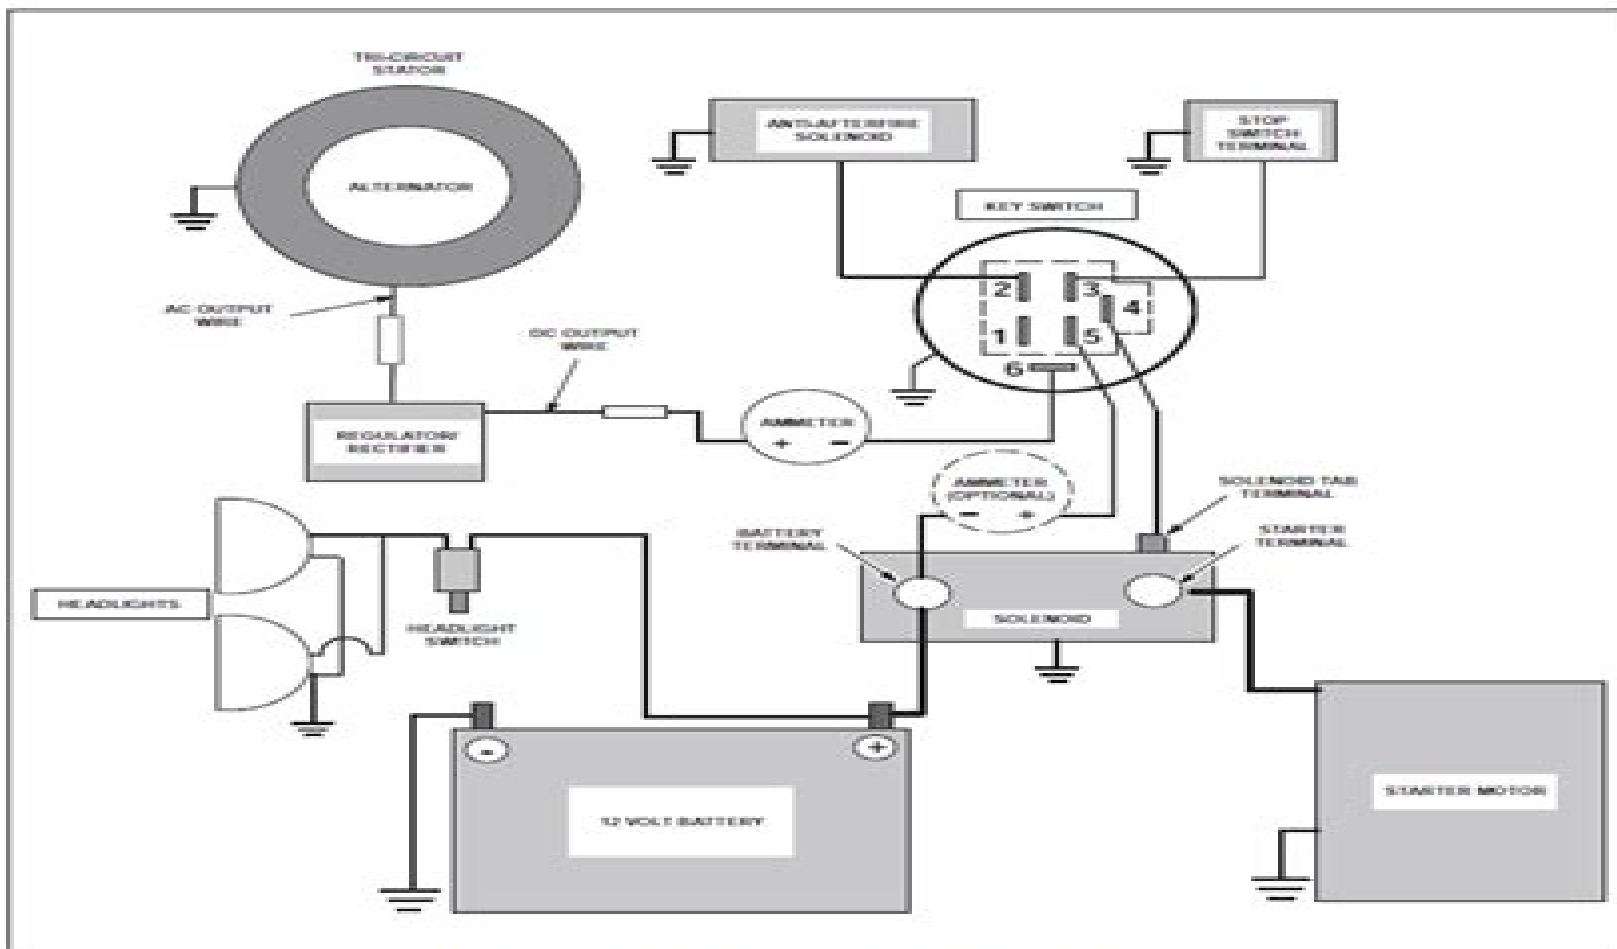 TRI-CIRCUIT
STATOR
ALTERNATOR
ANTI-AFTERFIRE
SOLENOID
STOP
SWITCH
TERMINAL
KEY SWITCH
2
3
4
1
5
6
AC OUTPUT
WIRE
DC OUTPUT
WIRE
REGULATOR/
RECTIFIER
AMMETER
+ −
AMMETER
(OPTIONAL)
− +
SOLENOID TAB
TERMINAL
BATTERY
TERMINAL
STARTER
TERMINAL
SOLENOID
HEADLIGHTS
HEADLIGHT
SWITCH
-
+
12 VOLT BATTERY
STARTER MOTOR